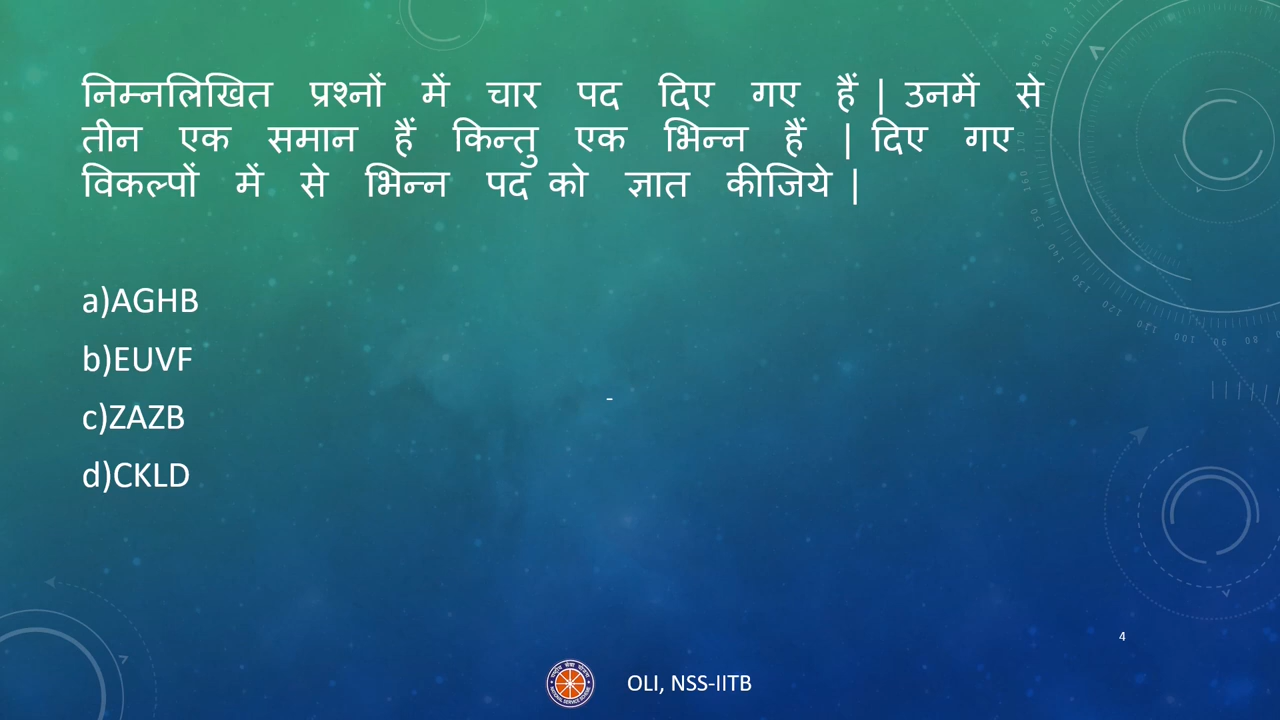 निम्नलिखित प्रश्नों में चार पद दिए गए हैं | उनमें से
तीन एक समान हैं किन्तु एक भिन्न हैं | दिए गए
विकल्पों में से भिन्न पद को ज्ञात कीजिये |
a)AGHB
b)EUVF
c)ZAZB
d)CKLD
-
4
OLI, NSS-IITB